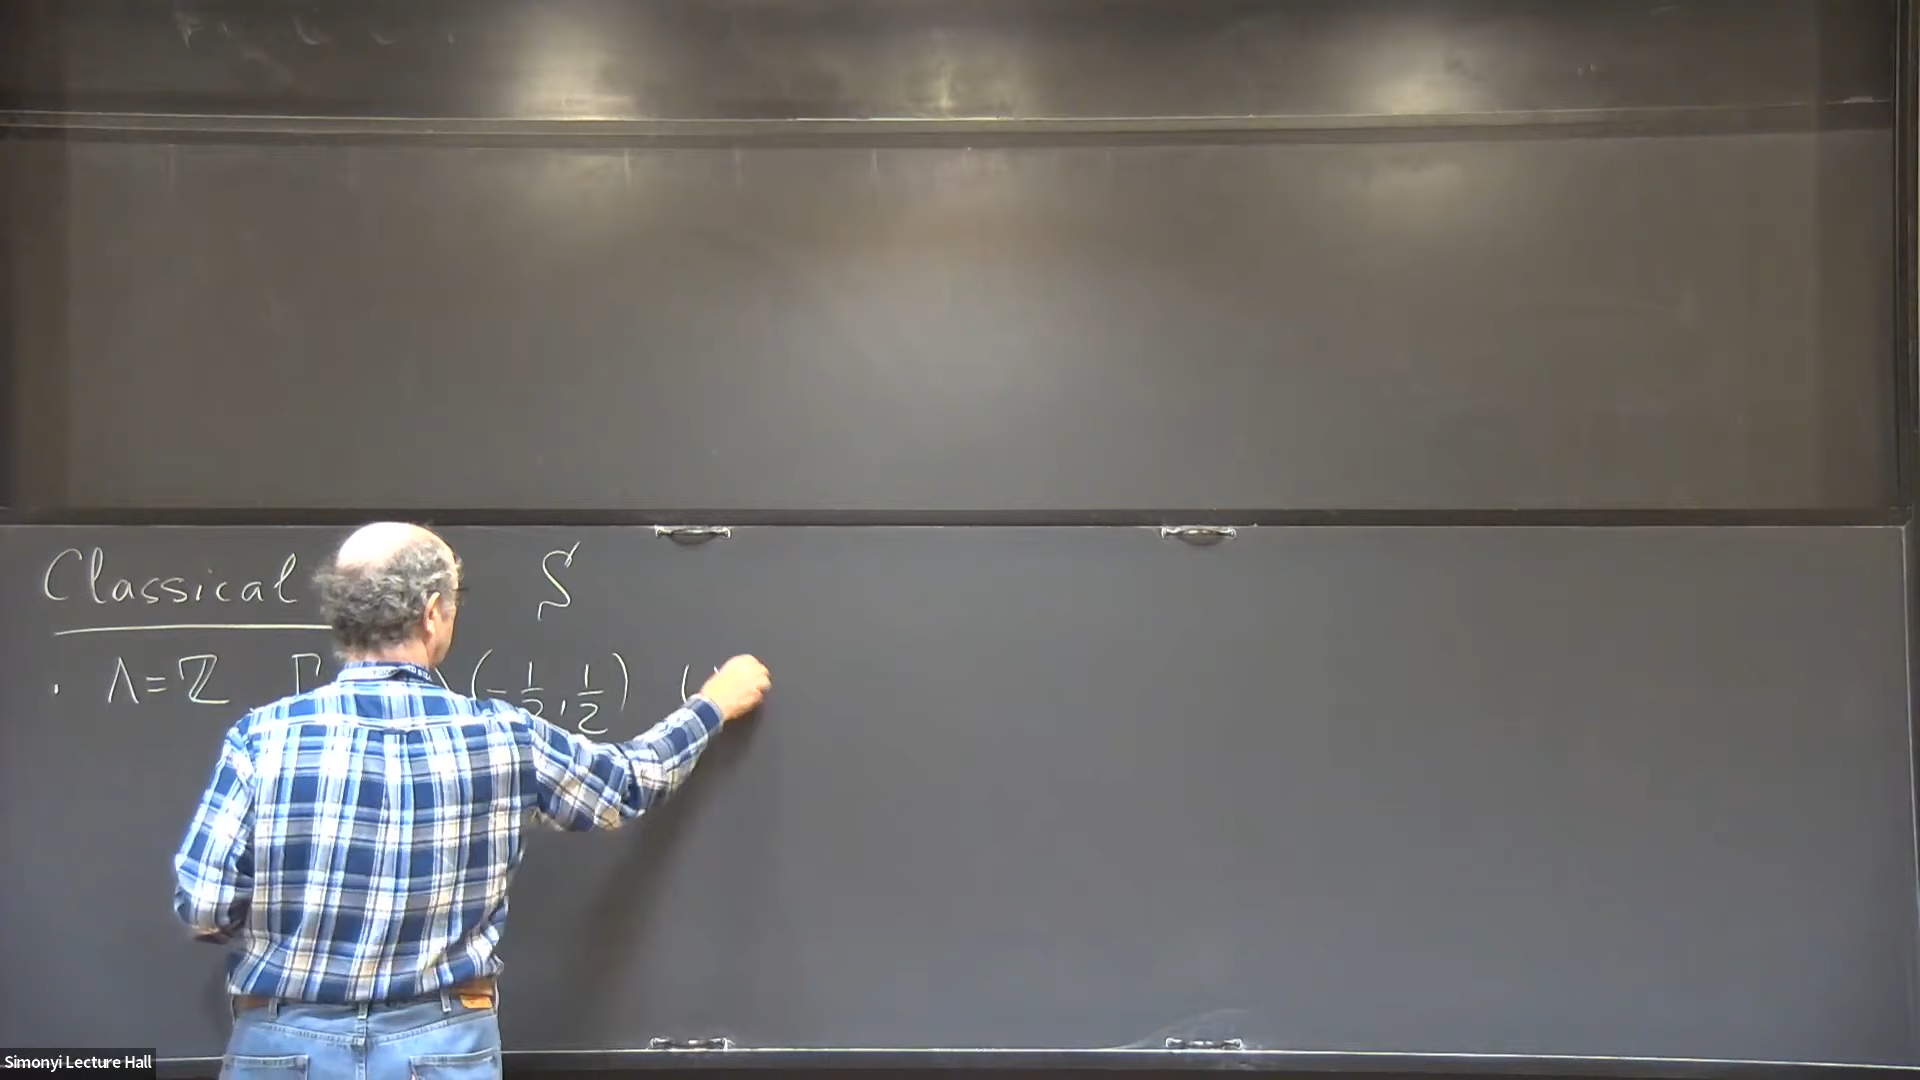 Classical S
· Λ = ℤ Γ \ (-1/2, 1/2) (
Simonyi Lecture Hall